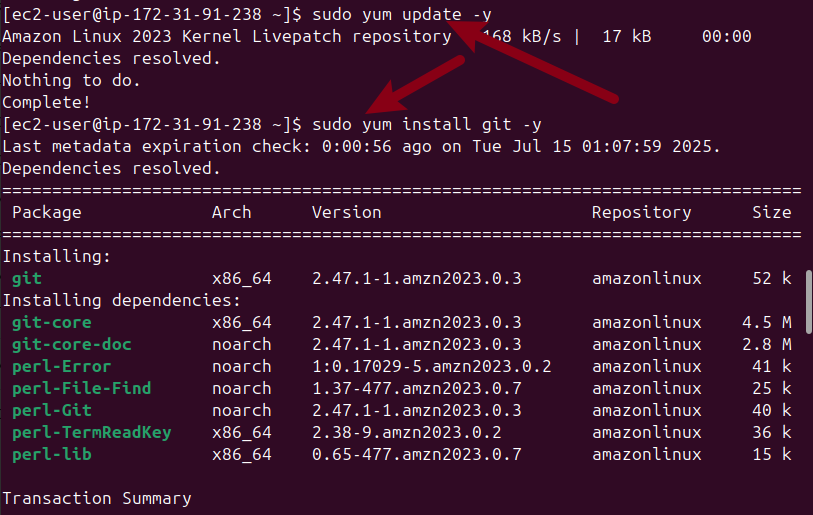 [ec2-user@ip-172-31-91-238 ~]$ sudo yum update -y
Amazon Linux 2023 Kernel Livepatch repository 168 kB/s | 17 kB 00:00
Dependencies resolved.
Nothing to do.
Complete!
[ec2-user@ip-172-31-91-238 ~]$ sudo yum install git -y
Last metadata expiration check: 0:00:56 ago on Tue Jul 15 01:07:59 2025.
Dependencies resolved.
================================================================================
Package Arch Version Repository Size
================================================================================
Installing:
git x86_64 2.47.1-1.amzn2023.0.3 amazonlinux 52 k
Installing dependencies:
git-core x86_64 2.47.1-1.amzn2023.0.3 amazonlinux 4.5 M
git-core-doc noarch 2.47.1-1.amzn2023.0.3 amazonlinux 2.8 M
perl-Error noarch 1:0.17029-5.amzn2023.0.2 amazonlinux 41 k
perl-File-Find noarch 1.37-477.amzn2023.0.7 amazonlinux 25 k
perl-Git noarch 2.47.1-1.amzn2023.0.3 amazonlinux 40 k
perl-TermReadKey x86_64 2.38-9.amzn2023.0.2 amazonlinux 36 k
perl-lib x86_64 0.65-477.amzn2023.0.7 amazonlinux 15 k
Transaction Summary